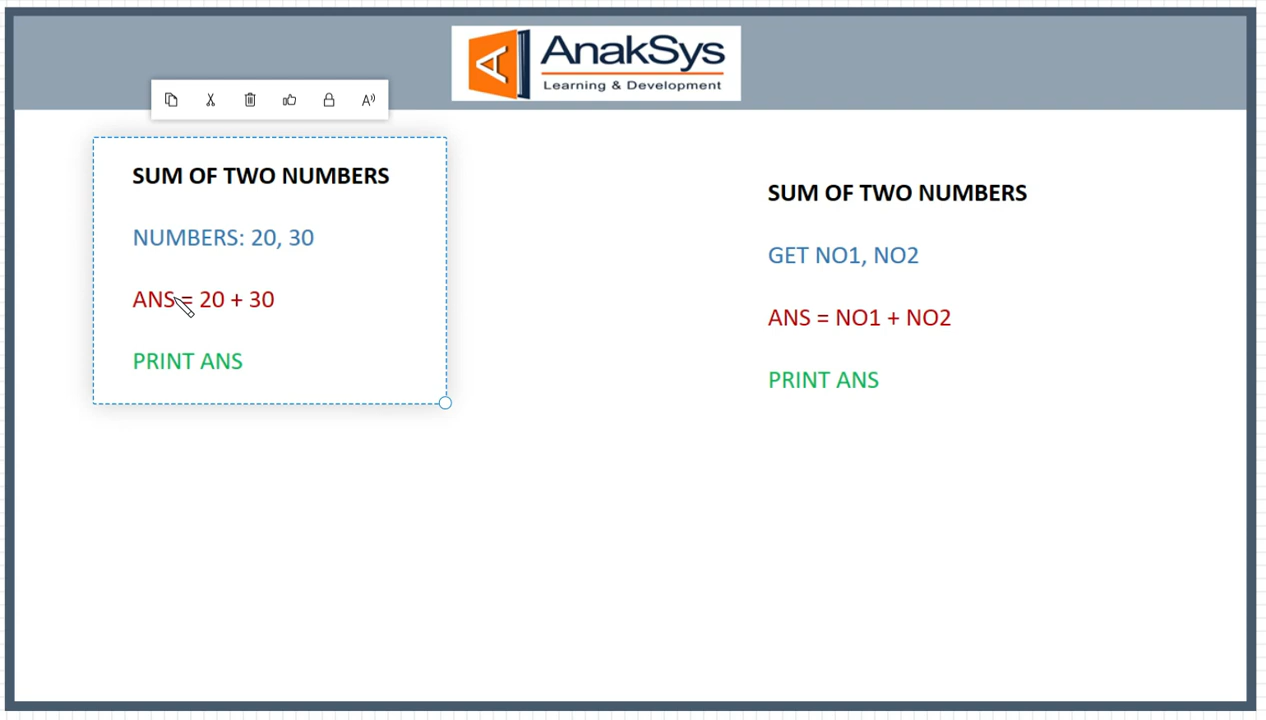 AnakSys
Learning & Development
SUM OF TWO NUMBERS
NUMBERS: 20, 30
ANS = 20 + 30
PRINT ANS
SUM OF TWO NUMBERS
GET NO1, NO2
ANS = NO1 + NO2
PRINT ANS